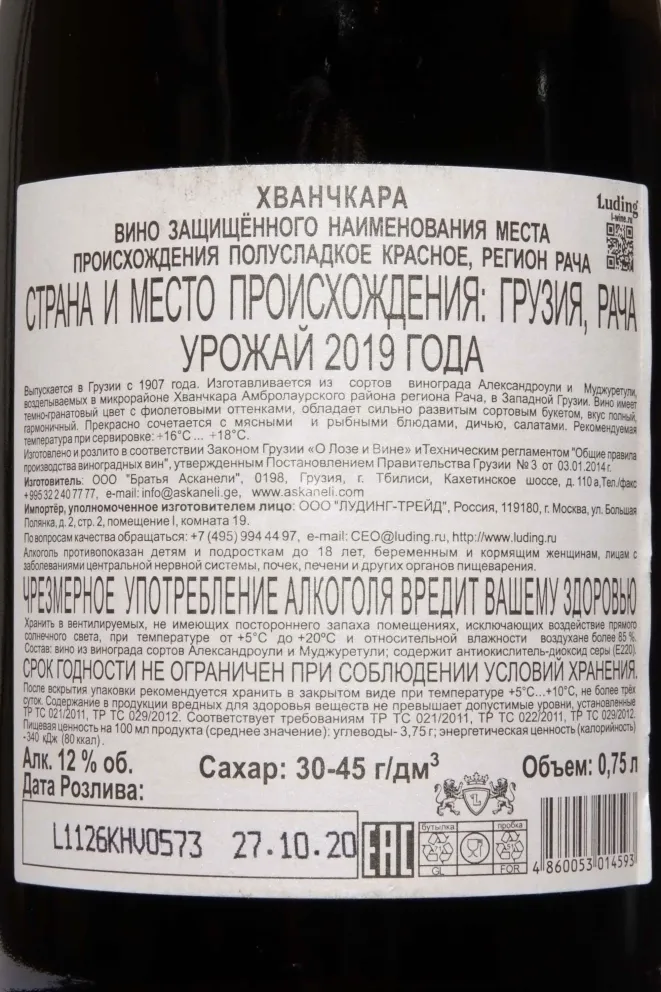 ХВАНЧКАРА
Luding
l-wine.ru
ВИНО ЗАЩИЩЁННОГО НАИМЕНОВАНИЯ МЕСТА
ПРОИСХОЖДЕНИЯ ПОЛУСЛАДКОЕ КРАСНОЕ, РЕГИОН РАЧА
СТРАНА И МЕСТО ПРОИСХОЖДЕНИЯ: ГРУЗИЯ, РАЧА
УРОЖАЙ 2019 ГОДА
Выпускается в Грузии с 1907 года. Изготавливается из сортов винограда Александроули и Муджуретули,
возделываемых в микрорайоне Хванчкара Амбролаурского района региона Рача, в Западной Грузии. Вино имеет
темно-гранатовый цвет с фиолетовыми оттенками, обладает сильно развитым сортовым букетом, вкус полный,
гармоничный. Прекрасно сочетается с мясными и рыбными блюдами, дичью, салатами. Рекомендуемая
температура при сервировке: +16°С... +18°С.
Изготовлено и розлито в соответствии Законом Грузии «О Лозе и Вине» иТехническим регламентом "Общие правила
производства виноградных вин", утвержденным Постановлением Правительства Грузии №3 от 03.01.2014г.
Изготовитель: ООО "Братья Асканели", 0198, Грузия, г. Тбилиси, Кахетинское шоссе, д. 110 а,Тел./факс
+995 32 2 40 77 77, e-mail: info@askaneli.ge, www.askaneli.com
Импортёр, уполномоченное изготовителем лицо: ООО "ЛУДИНГ-ТРЕЙД", Россия, 119180, г. Москва, ул. Большая
Полянка, д. 2, стр. 2, помещение I, комната 19.
По вопросам качества обращаться: +7 (495) 994 44 97, e-mail: CEO@luding.ru, http://www.luding.ru
Алкоголь противопоказан детям и подросткам до 18 лет, беременным и кормящим женщинам, лицам с
заболеваниями центральной нервной системы, почек, печени и других органов пищеварения.
ЧРЕЗМЕРНОЕ УПОТРЕБЛЕНИЕ АЛКОГОЛЯ ВРЕДИТ ВАШЕМУ ЗДОРОВЬЮ
Хранить в вентилируемых, не имеющих постороннего запаха помещениях, исключающих воздействие прямого
солнечного света, при температуре от +5°С до +20°С и относительной влажности воздухане более 85 %.
Состав: вино из винограда сортов Александроули и Муджуретули; содержит антиокислитель-диоксид серы (Е220).
СРОК ГОДНОСТИ НЕ ОГРАНИЧЕН ПРИ СОБЛЮДЕНИИ УСЛОВИЙ ХРАНЕНИЯ.
После вскрытия упаковки рекомендуется хранить в закрытом виде при температуре +5°С...+10°С, не более трёх
суток. Содержание в продукции вредных для здоровья веществ не превышает допустимые уровни, установленные
ТР ТС 021/2011, ТР ТС 029/2012. Соответствует требованиям ТР ТС 021/2011, ТР ТС 022/2011, ТР ТС 029/2012.
Пищевая ценность на 100 мл продукта (среднее значение): углеводы- 3,75 г; энергетическая ценность (калорийность)
-340 кДж (80 ккал).
Алк. 12 % об.
Сахар: 30-45 г/дм³
Объем: 0,75 л
Дата Розлива:
L1126KHV0573 27.10.20
EAC
бутылка
GL
пробка
FOR
4 860053 014593